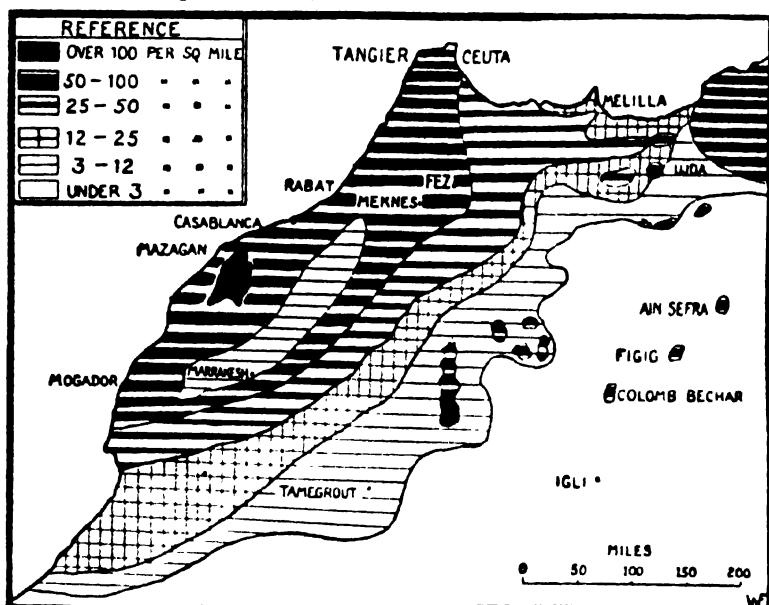 REFERENCE
OVER 100 PER SQ MILE
50 - 100 " " "
25 - 50 " " "
12 - 25 " " "
3 - 12 " " "
UNDER 3 " " "
TANGIER
CEUTA
MELILLA
RABAT
FEZ
MEKNES
UJDA
CASABLANCA
MAZAGAN
AIN SEFRA
FIGIG
MARRAKESH
MOGADOR
COLOMB BECHAR
TAMEGROUT
IGLI
MILES
0 50 100 150 200